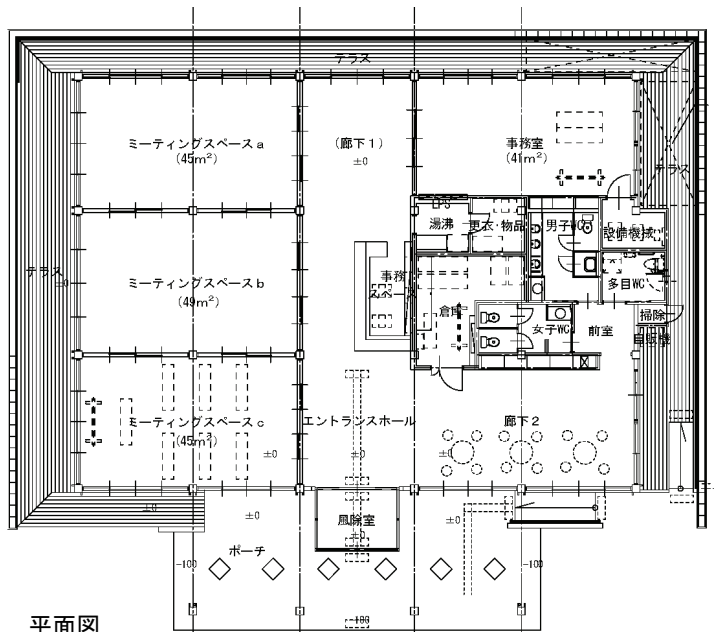 テラス
ミーティングスペースａ
(45m²)
(廊下１)
±0
事務室
(41m²)
テラス
EPS
湯沸
更衣・物品
男子WC
設備機械
テラス
±0
ミーティングスペースｂ
(49m²)
事務
スペース
倉庫
多目WC
女子WC
前室
掃除
自販機
ミーティングスペースｃ
(45m²)
±0
エントランスホール
±0
廊下２
±0
±0
±0
±0
風除室
±0
±0
ポーチ
-100
-100
-100
平面図